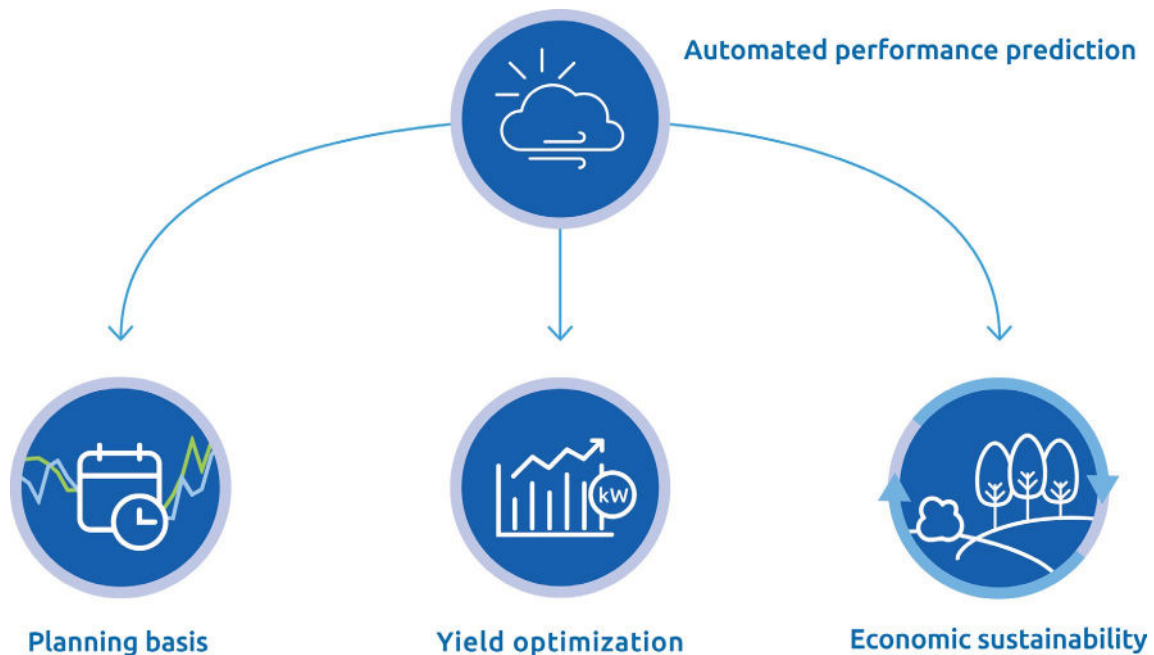 Automated performance prediction
kW
Planning basis
Yield optimization
Economic sustainability